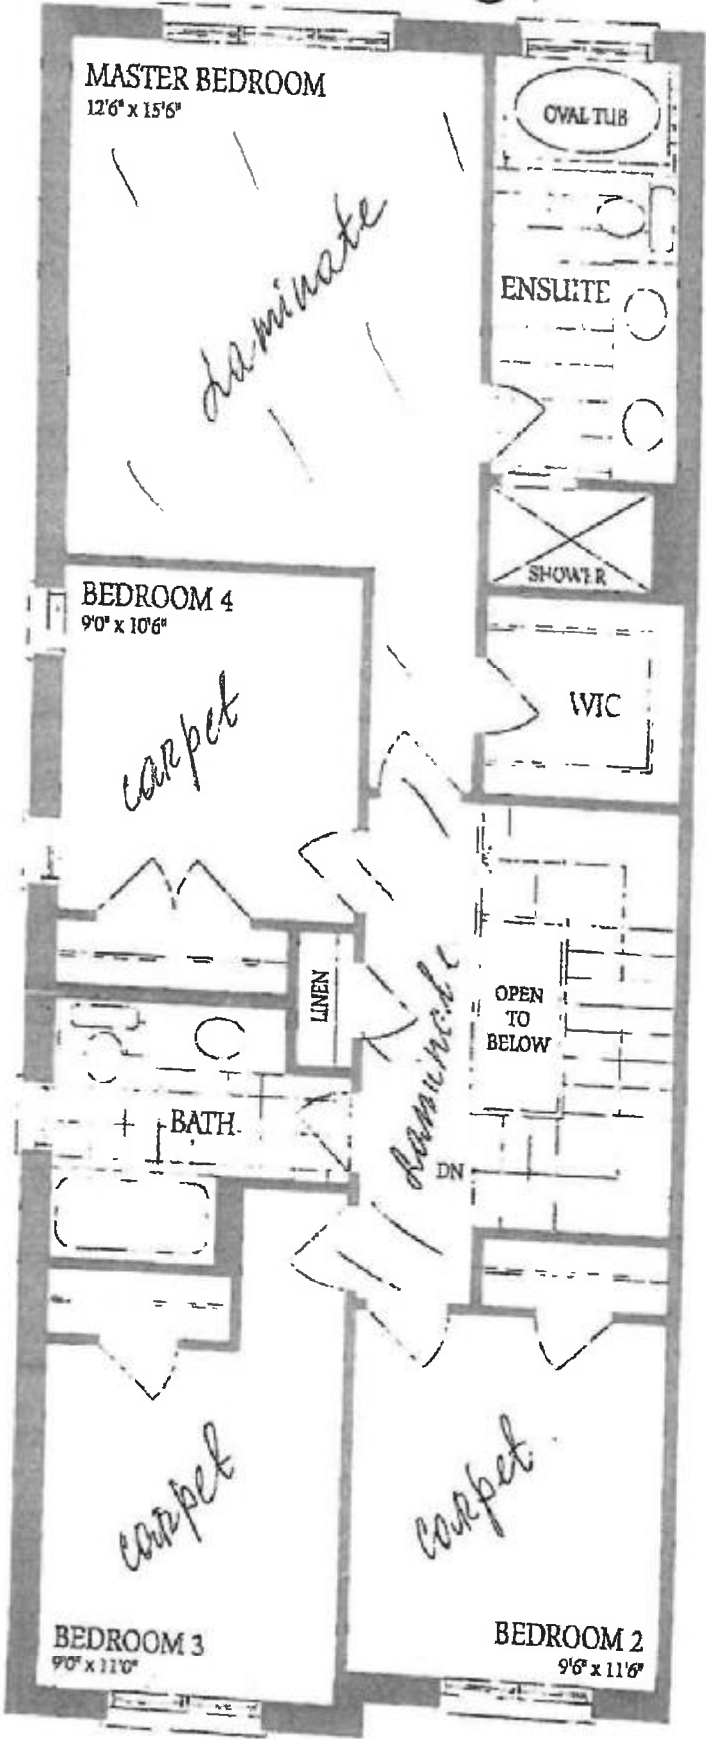 MASTER BEDROOM
12'6" x 15'6"
OVAL TUB
Laminate
ENSUITE
SHOWER
BEDROOM 4
9'0" x 10'6"
WIC
carpet
LINEN
OPEN
TO
BELOW
Laminate
BATH
DN
carpet
carpet
BEDROOM 3
9'0" x 11'0"
BEDROOM 2
9'6" x 11'6"